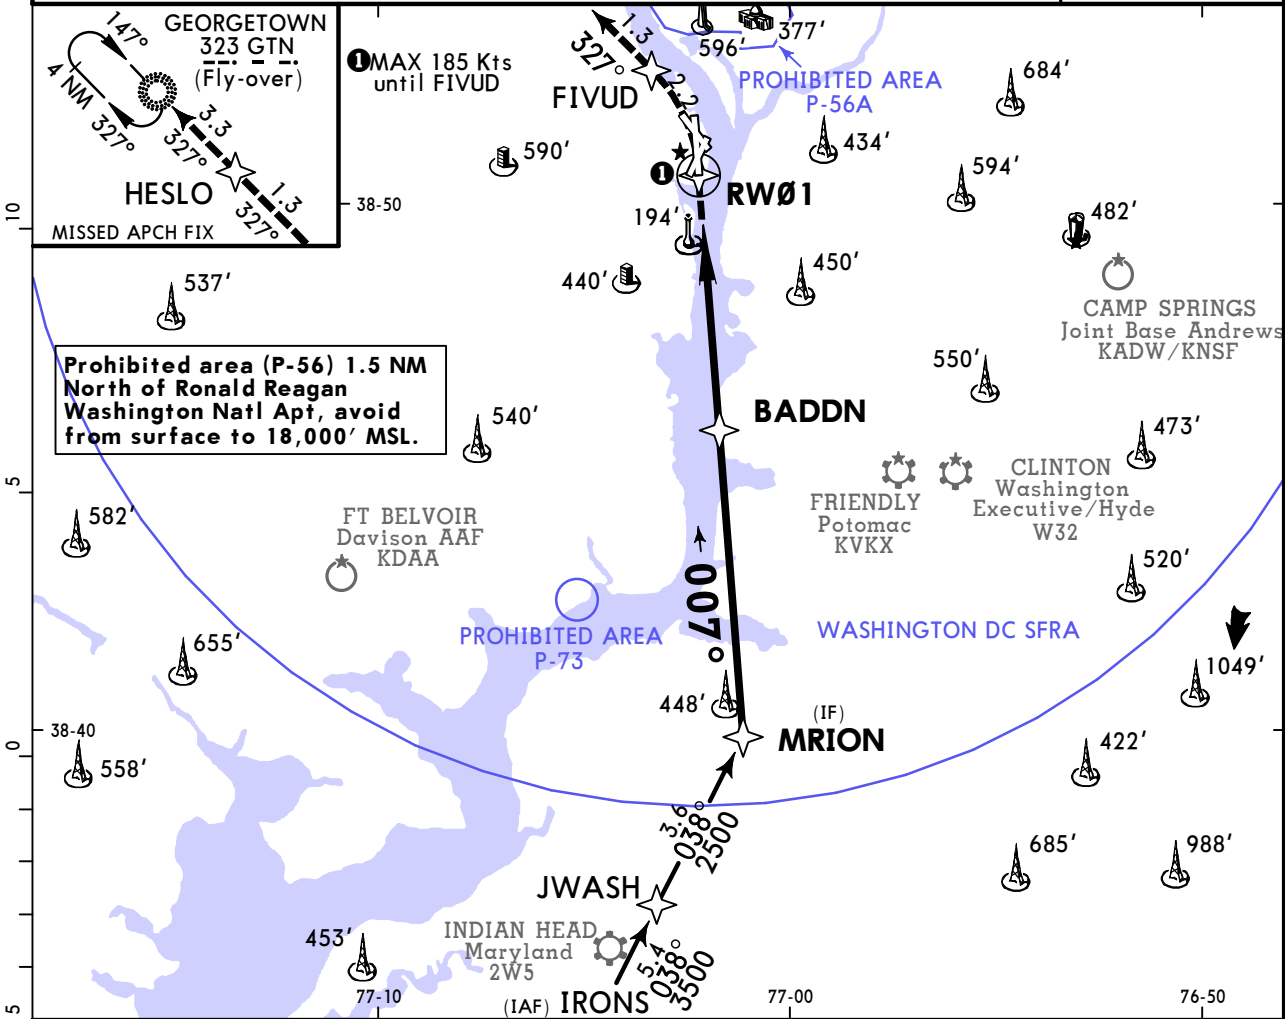 GEORGETOWN
323 GTN
(Fly-over)
147°
4 NM 327°
3.3
327°
HESLO
1.3
327°
MISSED APCH FIX
1 MAX 185 Kts
until FIVUD
1.3
327°
FIVUD
2.2
596'
377'
PROHIBITED AREA
P-56A
684'
434'
590'
594'
1
RWØ1
38-50
194'
482'
10
440'
450'
537'
CAMP SPRINGS
Joint Base Andrews
KADW/KNSF
Prohibited area (P-56) 1.5 NM
North of Ronald Reagan
Washington Natl Apt, avoid
from surface to 18,000' MSL.
550'
BADDN
540'
473'
5
FRIENDLY
Potomac
KVKX
CLINTON
Washington
Executive/Hyde
W32
582'
FT BELVOIR
Davison AAF
KDAA
520'
007°
PROHIBITED AREA
P-73
WASHINGTON DC SFRA
655'
1049'
448'
(IF)
MRION
38-40
0
558'
422'
3.6
038°
2500
685'
988'
JWASH
INDIAN HEAD
Maryland
2W5
453'
5.4
038°
3500
(IAF) IRONS
5
77-10
77-00
76-50